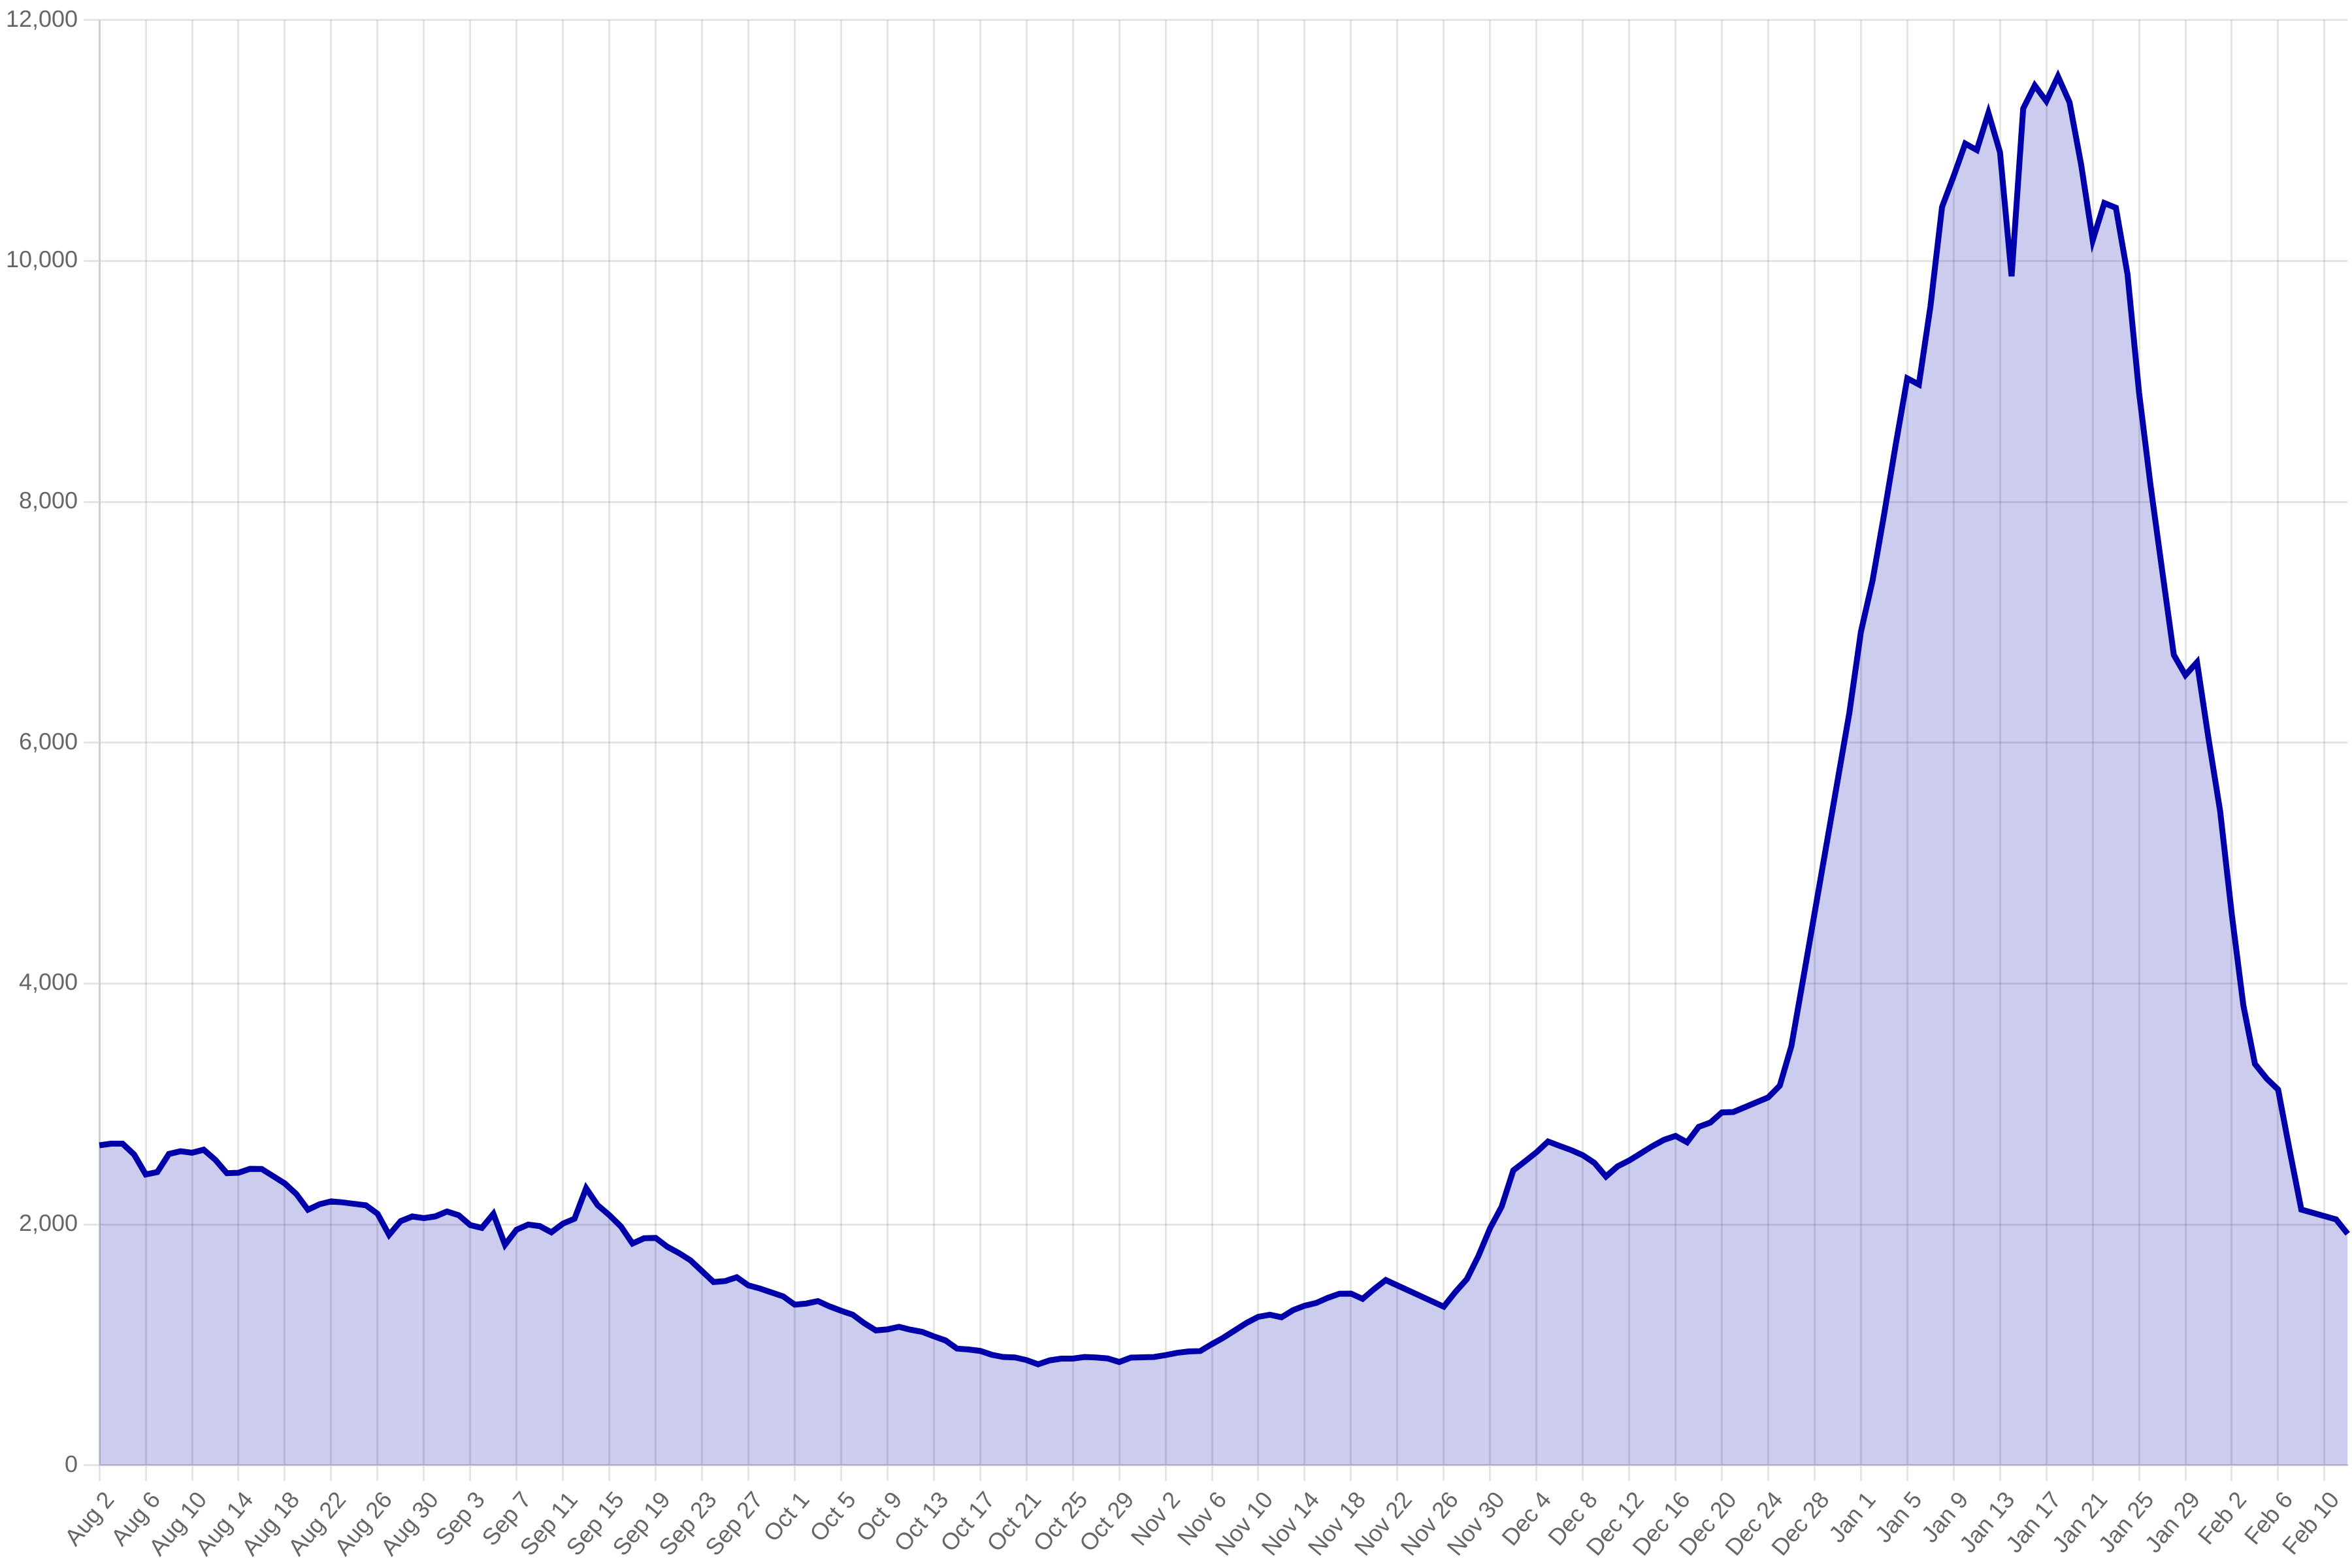 12,000
10,000
8,000
6,000
4,000
2,000
0
Aug 2
Aug 6
Aug 10
Aug 14
Aug 18
Aug 22
Aug 26
Aug 30
Sep 3
Sep 7
Sep 11
Sep 15
Sep 19
Sep 23
Sep 27
Oct 1
Oct 5
Oct 9
Oct 13
Oct 17
Oct 21
Oct 25
Oct 29
Nov 2
Nov 6
Nov 10
Nov 14
Nov 18
Nov 22
Nov 26
Nov 30
Dec 4
Dec 8
Dec 12
Dec 16
Dec 20
Dec 24
Dec 28
Jan 1
Jan 5
Jan 9
Jan 13
Jan 17
Jan 21
Jan 25
Jan 29
Feb 2
Feb 6
Feb 10